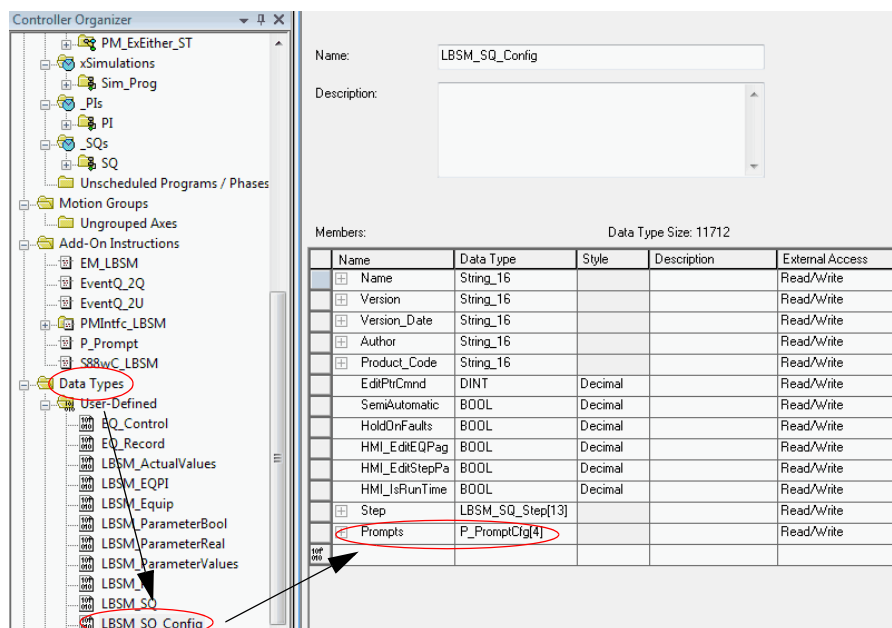 Controller Organizer
PM_ExEither_ST
xSimulations
Sim_Prog
_PIs
PI
_SQs
SQ
Unscheduled Programs / Phases
Motion Groups
Ungrouped Axes
Add-On Instructions
EM_LBSM
EventQ_2Q
EventQ_2U
PMIntfc_LBSM
P_Prompt
S88wC_LBSM
Data Types
User-Defined
EQ_Control
EQ_Record
LBSM_ActualValues
LBSM_EQPI
LBSM_Equip
LBSM_ParameterBool
LBSM_ParameterReal
LBSM_ParameterValues
LBSM_SQ
LBSM_SQ_Config
Name: LBSM_SQ_Config
Description:
Members: Data Type Size: 11712
Name Data Type Style Description External Access
Name String_16 Read/Write
Version String_16 Read/Write
Version_Date String_16 Read/Write
Author String_16 Read/Write
Product_Code String_16 Read/Write
EditPtrCmnd DINT Decimal Read/Write
SemiAutomatic BOOL Decimal Read/Write
HoldOnFaults BOOL Decimal Read/Write
HMI_EditEQPag BOOL Decimal Read/Write
HMI_EditStepPa BOOL Decimal Read/Write
HMI_IsRunTime BOOL Decimal Read/Write
Step LBSM_SQ_Step[13] Read/Write
Prompts P_PromptCfg[4] Read/Write